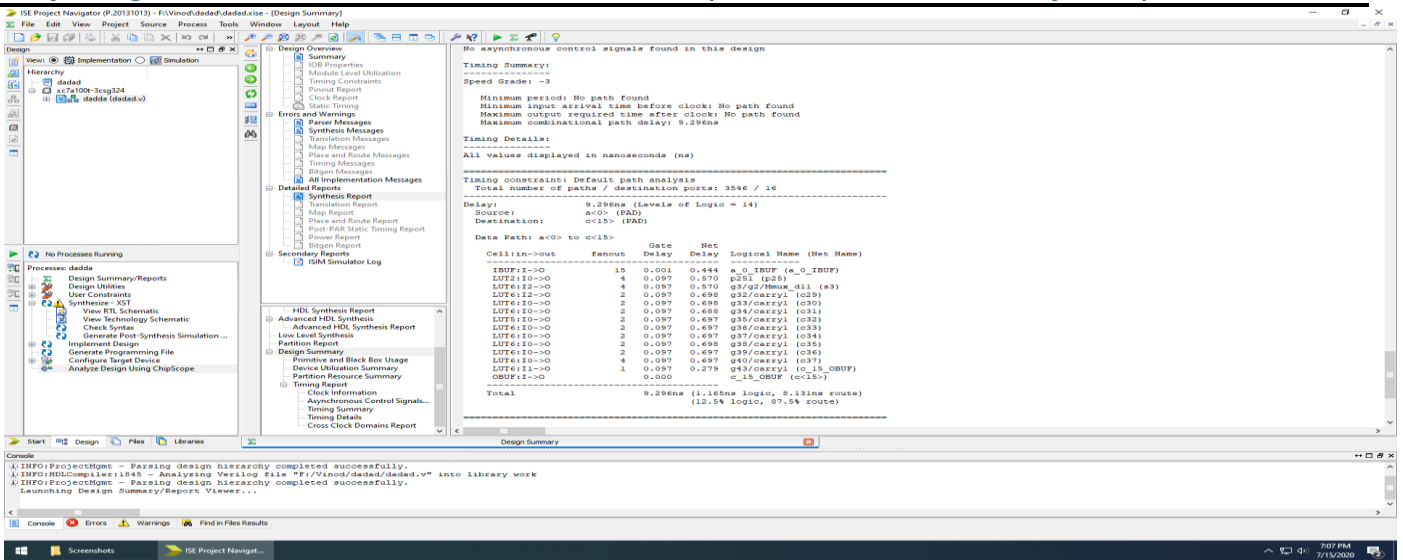 ISE Project Navigator (P.20131013) - F:\Vinod\dadad\dadad.xise - [Design Summary]
File Edit View Project Source Process Tools Window Layout Help
Design
View: Implementation Simulation
Hierarchy
dadad
xc7a100t-3csg324
dadda (dadad.v)
No Processes Running
Processes: dadda
Design Summary/Reports
Design Utilities
User Constraints
Synthesize - XST
View RTL Schematic
View Technology Schematic
Check Syntax
Generate Post-Synthesis Simulation ...
Implement Design
Generate Programming File
Configure Target Device
Analyze Design Using ChipScope
Start Design Files Libraries
Design Overview
Summary
IOB Properties
Module Level Utilization
Timing Constraints
Pinout Report
Clock Report
Static Timing
Errors and Warnings
Parser Messages
Synthesis Messages
Translation Messages
Map Messages
Place and Route Messages
Timing Messages
Bitgen Messages
All Implementation Messages
Detailed Reports
Synthesis Report
Translation Report
Map Report
Place and Route Report
Post-PAR Static Timing Report
Power Report
Bitgen Report
Secondary Reports
ISIM Simulator Log
HDL Synthesis Report
Advanced HDL Synthesis
Advanced HDL Synthesis Report
Low Level Synthesis
Partition Report
Design Summary
Primitive and Black Box Usage
Device Utilization Summary
Partition Resource Summary
Timing Report
Clock Information
Asynchronous Control Signals...
Timing Summary
Timing Details
Cross Clock Domains Report
No asynchronous control signals found in this design
Timing Summary:
---------------
Speed Grade: -3
Minimum period: No path found
Minimum input arrival time before clock: No path found
Maximum output required time after clock: No path found
Maximum combinational path delay: 9.296ns
Timing Details:
---------------
All values displayed in nanoseconds (ns)
Timing constraint: Default path analysis
Total number of paths / destination ports: 3546 / 16
Delay: 9.296ns (Levels of Logic = 14)
Source: a<0> (PAD)
Destination: c<15> (PAD)
Data Path: a<0> to c<15>
Gate Net
Cell:in->out fanout Delay Delay Logical Name (Net Name)
IBUF:I->O 15 0.001 0.444 a_0_IBUF (a_0_IBUF)
LUT2:I0->O 4 0.097 0.570 p251 (p25)
LUT6:I2->O 4 0.097 0.570 g3/g2/Mmux_d11 (s3)
LUT6:I2->O 2 0.097 0.698 g32/carry1 (c29)
LUT6:I0->O 2 0.097 0.698 g33/carry1 (c30)
LUT6:I0->O 2 0.097 0.688 g34/carry1 (c31)
LUT5:I0->O 2 0.097 0.697 g35/carry1 (c32)
LUT6:I0->O 2 0.097 0.697 g36/carry1 (c33)
LUT6:I0->O 2 0.097 0.697 g37/carry1 (c34)
LUT6:I0->O 2 0.097 0.698 g38/carry1 (c35)
LUT6:I0->O 2 0.097 0.697 g39/carry1 (c36)
LUT6:I0->O 4 0.097 0.697 g40/carry1 (c37)
LUT6:I1->O 1 0.097 0.279 g43/carry1 (c_15_OBUF)
OBUF:I->O 0.000 c_15_OBUF (c<15>)
Total 9.296ns (1.165ns logic, 8.131ns route)
(12.5% logic, 87.5% route)
Design Summary
Console
INFO:ProjectMgmt - Parsing design hierarchy completed successfully.
INFO:HDLCompiler:1845 - Analyzing Verilog file "F:/Vinod/dadad/dadad.v" into library work
INFO:ProjectMgmt - Parsing design hierarchy completed successfully.
Launching Design Summary/Report Viewer...
Console Errors Warnings Find in Files Results
Screenshots ISE Project Navigat... 7:07 PM
7/15/2020